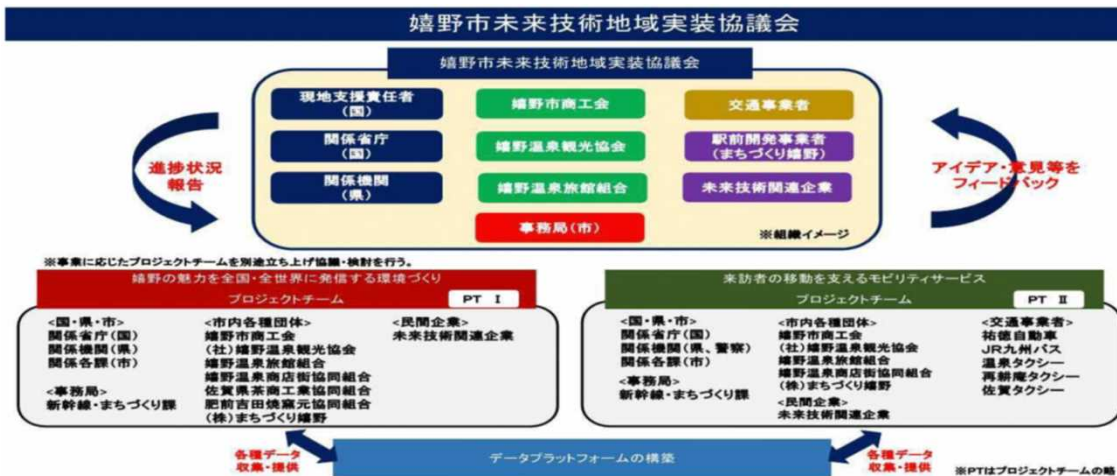 嬉野市未来技術地域実装協議会
嬉野市未来技術地域実装協議会
現地支援責任者
(国)
嬉野市商工会
交通事業者
関係省庁
(国)
嬉野温泉観光協会
駅前開発事業者
(まちづくり嬉野)
関係機関
(県)
嬉野温泉旅館組合
未来技術関連企業
事務局(市)
※組織イメージ
進捗状況
報告
アイデア・意見等を
フィードバック
※事業に応じたプロジェクトチームを別途立ち上げ協議・検討を行う。
嬉野の魅力を全国・全世界に発信する環境づくり
プロジェクトチーム
PT Ⅰ
<国・県・市>
関係省庁(国)
関係機関(県)
関係各課(市)
<事務局>
新幹線・まちづくり課
<市内各種団体>
嬉野市商工会
(社)嬉野温泉観光協会
嬉野温泉旅館組合
嬉野温泉商店街協同組合
佐賀県茶商工業協同組合
肥前吉田焼窯元協同組合
(株)まちづくり嬉野
<民間企業>
未来技術関連企業
来訪者の移動を支えるモビリティサービス
プロジェクトチーム
PT Ⅱ
<国・県・市>
関係省庁(国)
関係機関(県、警察)
関係各課(市)
<事務局>
新幹線・まちづくり課
<市内各種団体>
嬉野市商工会
(社)嬉野温泉観光協会
嬉野温泉旅館組合
嬉野温泉商店街協同組合
(株)まちづくり嬉野
<民間企業>
未来技術関連企業
<交通事業者>
祐徳自動車
JR九州バス
温泉タクシー
再耕庵タクシー
佐賀タクシー
各種データ
収集・提供
データプラットフォームの構築
各種データ
収集・提供
※PTはプロジェクトチームの略